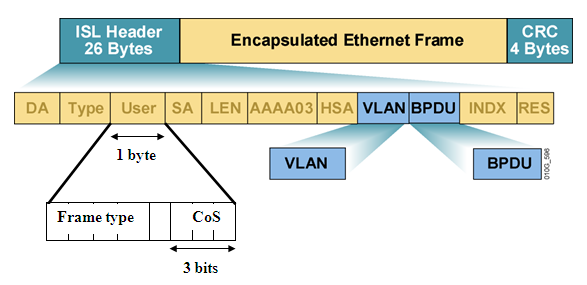 ISL Header
26 Bytes
Encapsulated Ethernet Frame
CRC
4 Bytes
DA Type User SA LEN AAAA03 HSA VLAN BPDU INDX RES
1 byte
VLAN
BPDU
010G_596
Frame type
CoS
3 bits